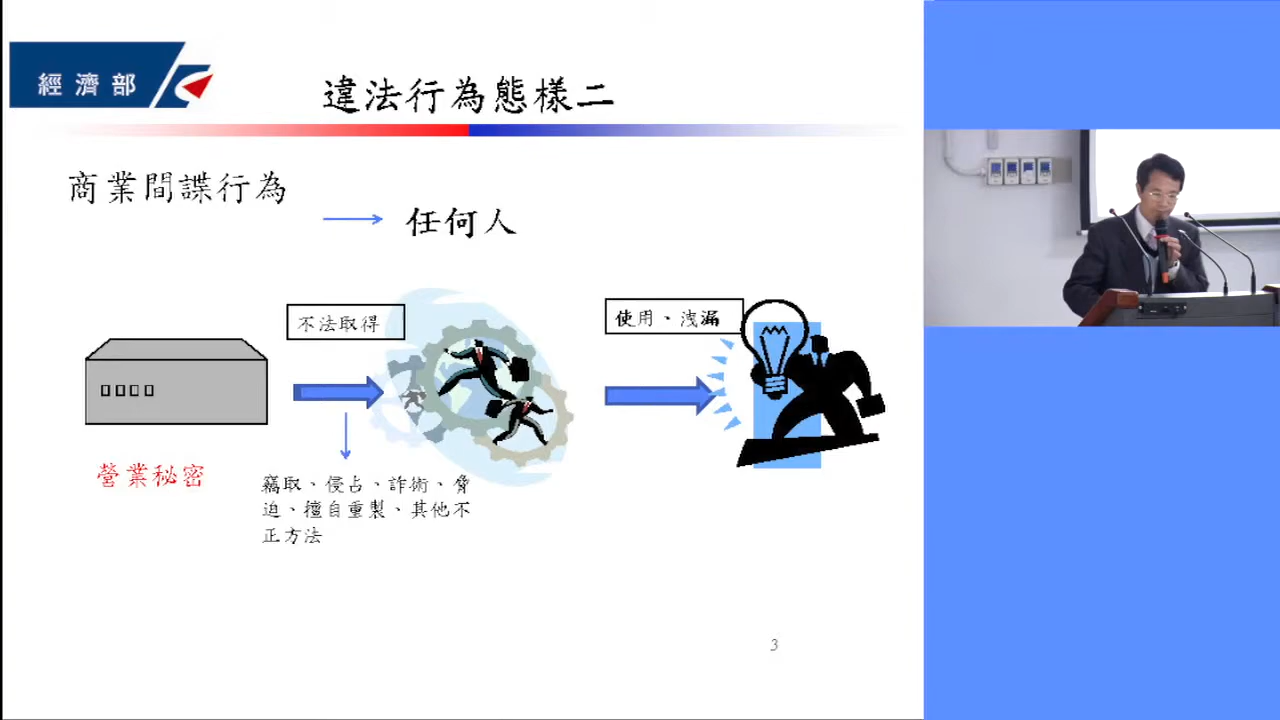 經濟部
違法行為態樣二
商業間諜行為
任何人
不法取得
使用、洩漏
營業秘密
竊取、侵占、詐術、脅
迫、擅自重製、其他不
正方法
3